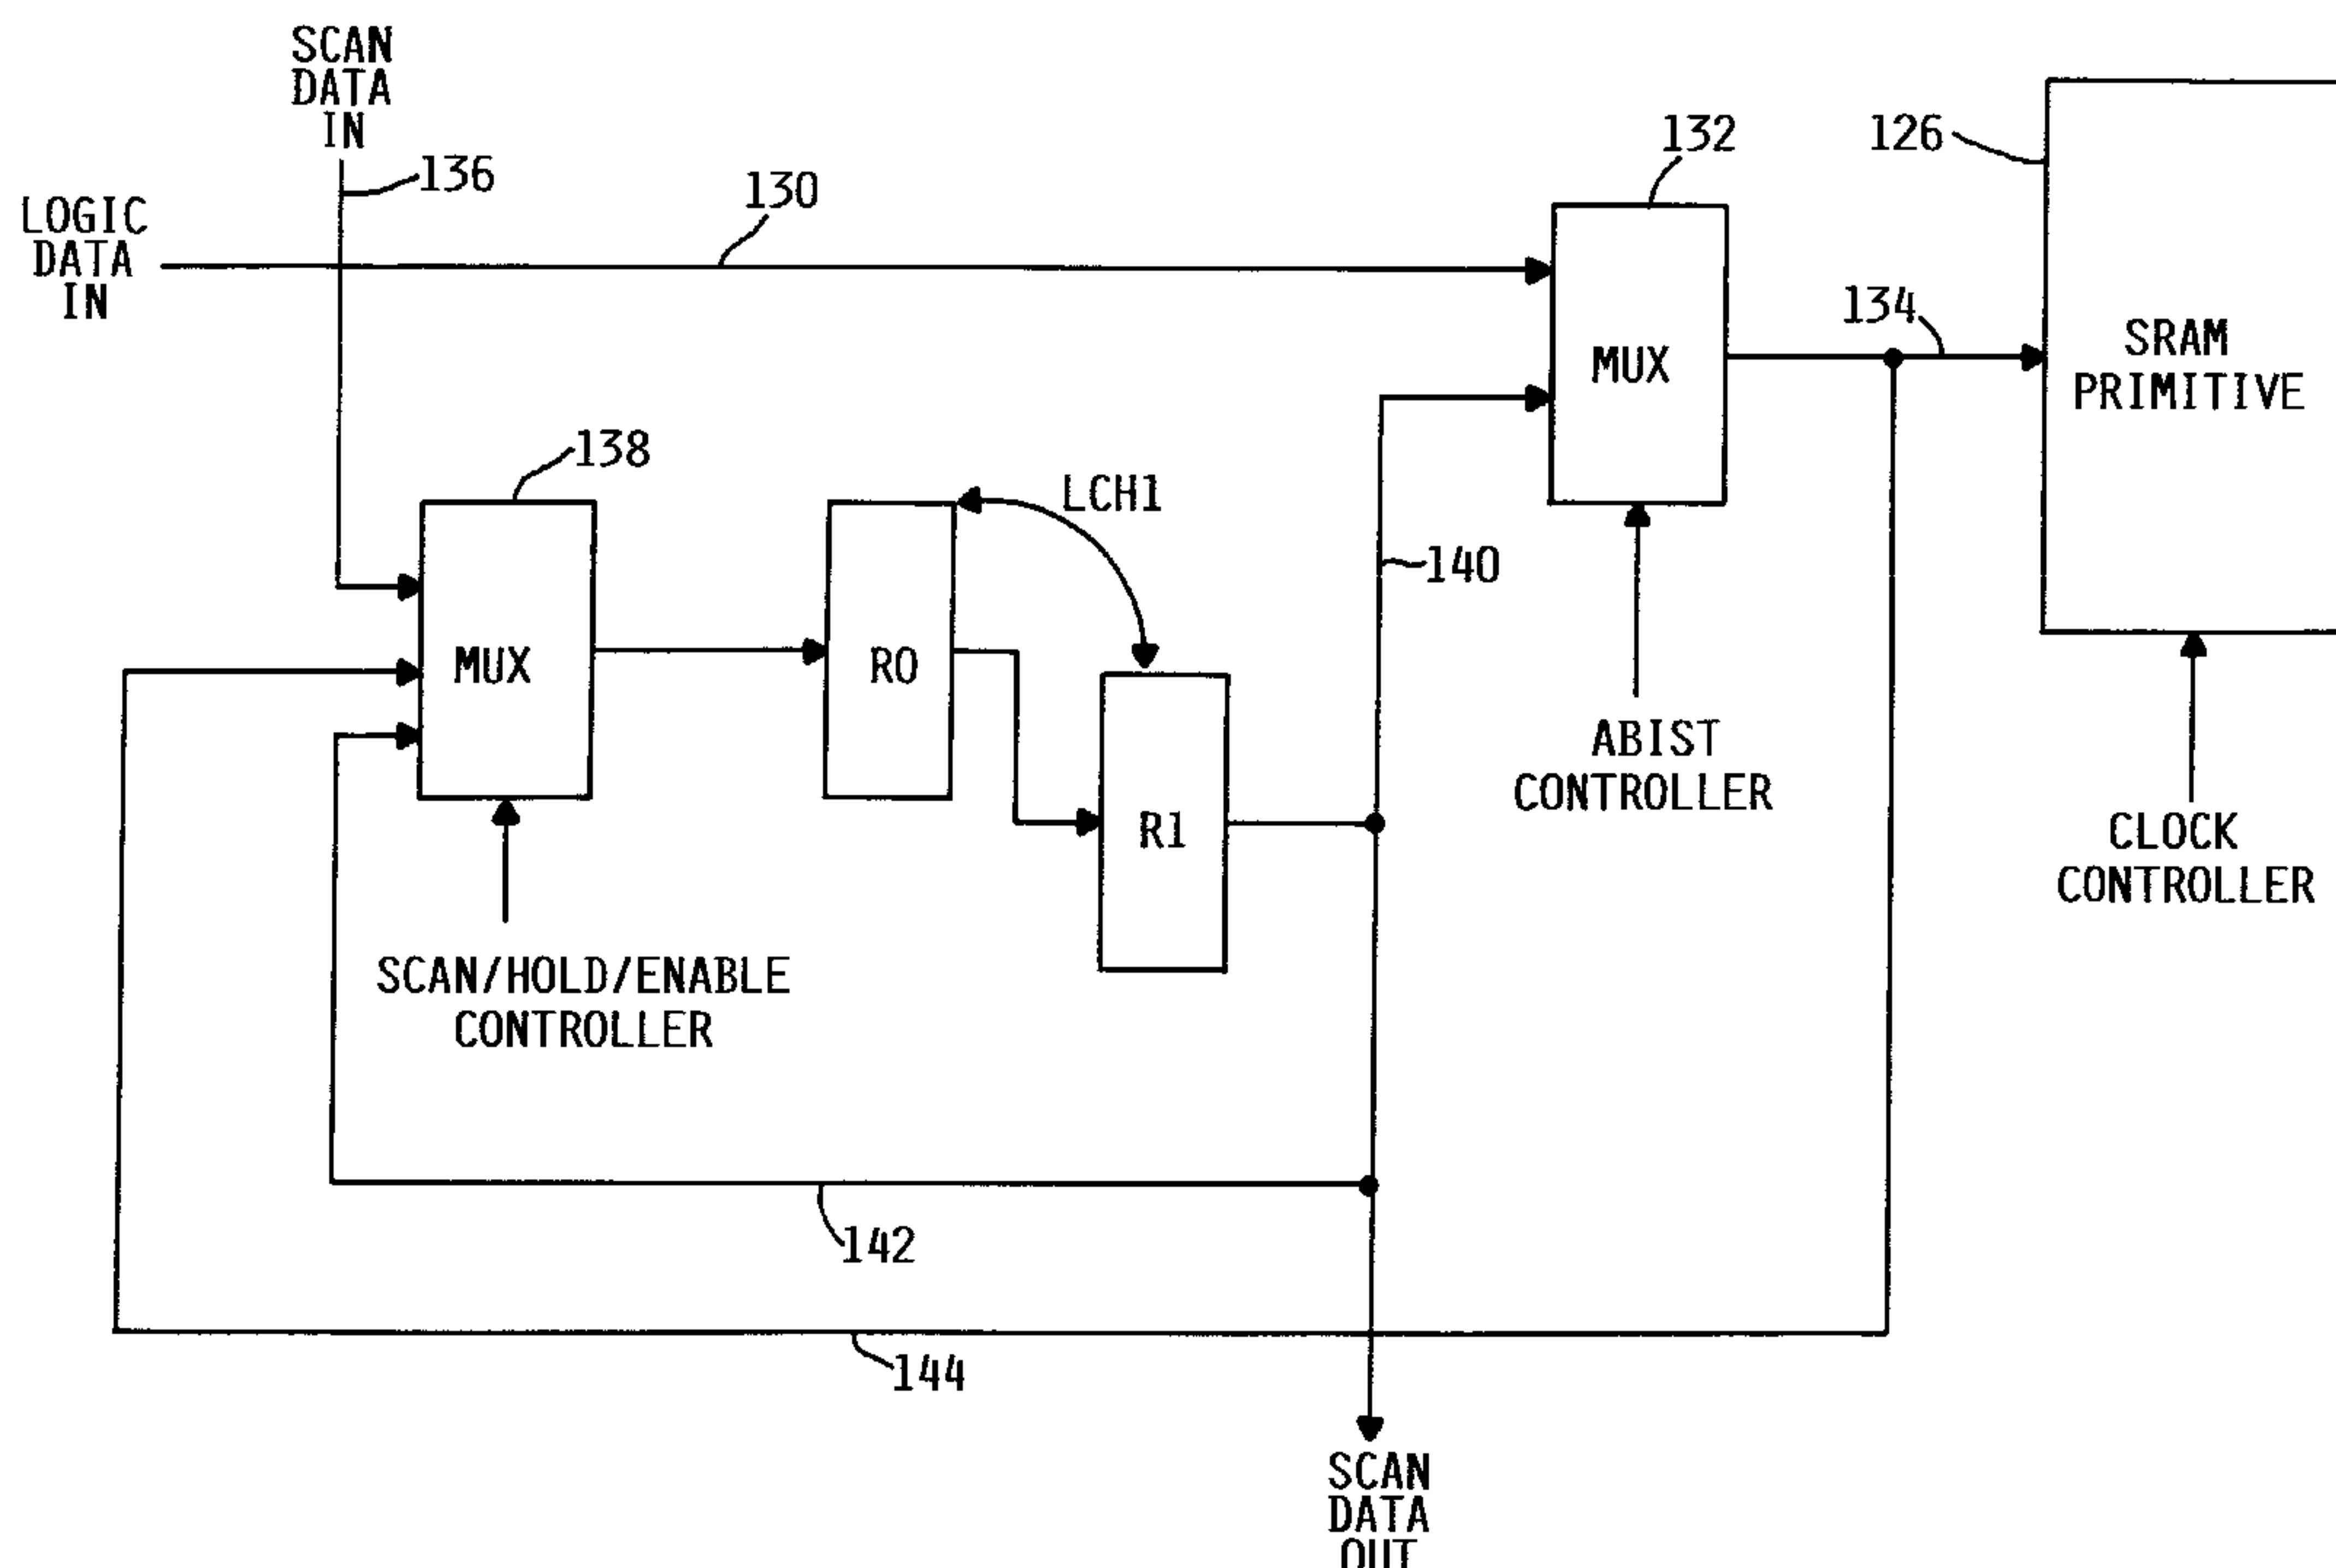 SCAN
DATA
IN
136
LOGIC
DATA
IN
130
132
126
134
SRAM
PRIMITIVE
MUX
138
LCH1
140
MUX
R0
R1
ABIST
CONTROLLER
CLOCK
CONTROLLER
SCAN/HOLD/ENABLE
CONTROLLER
142
144
SCAN
DATA
OUT